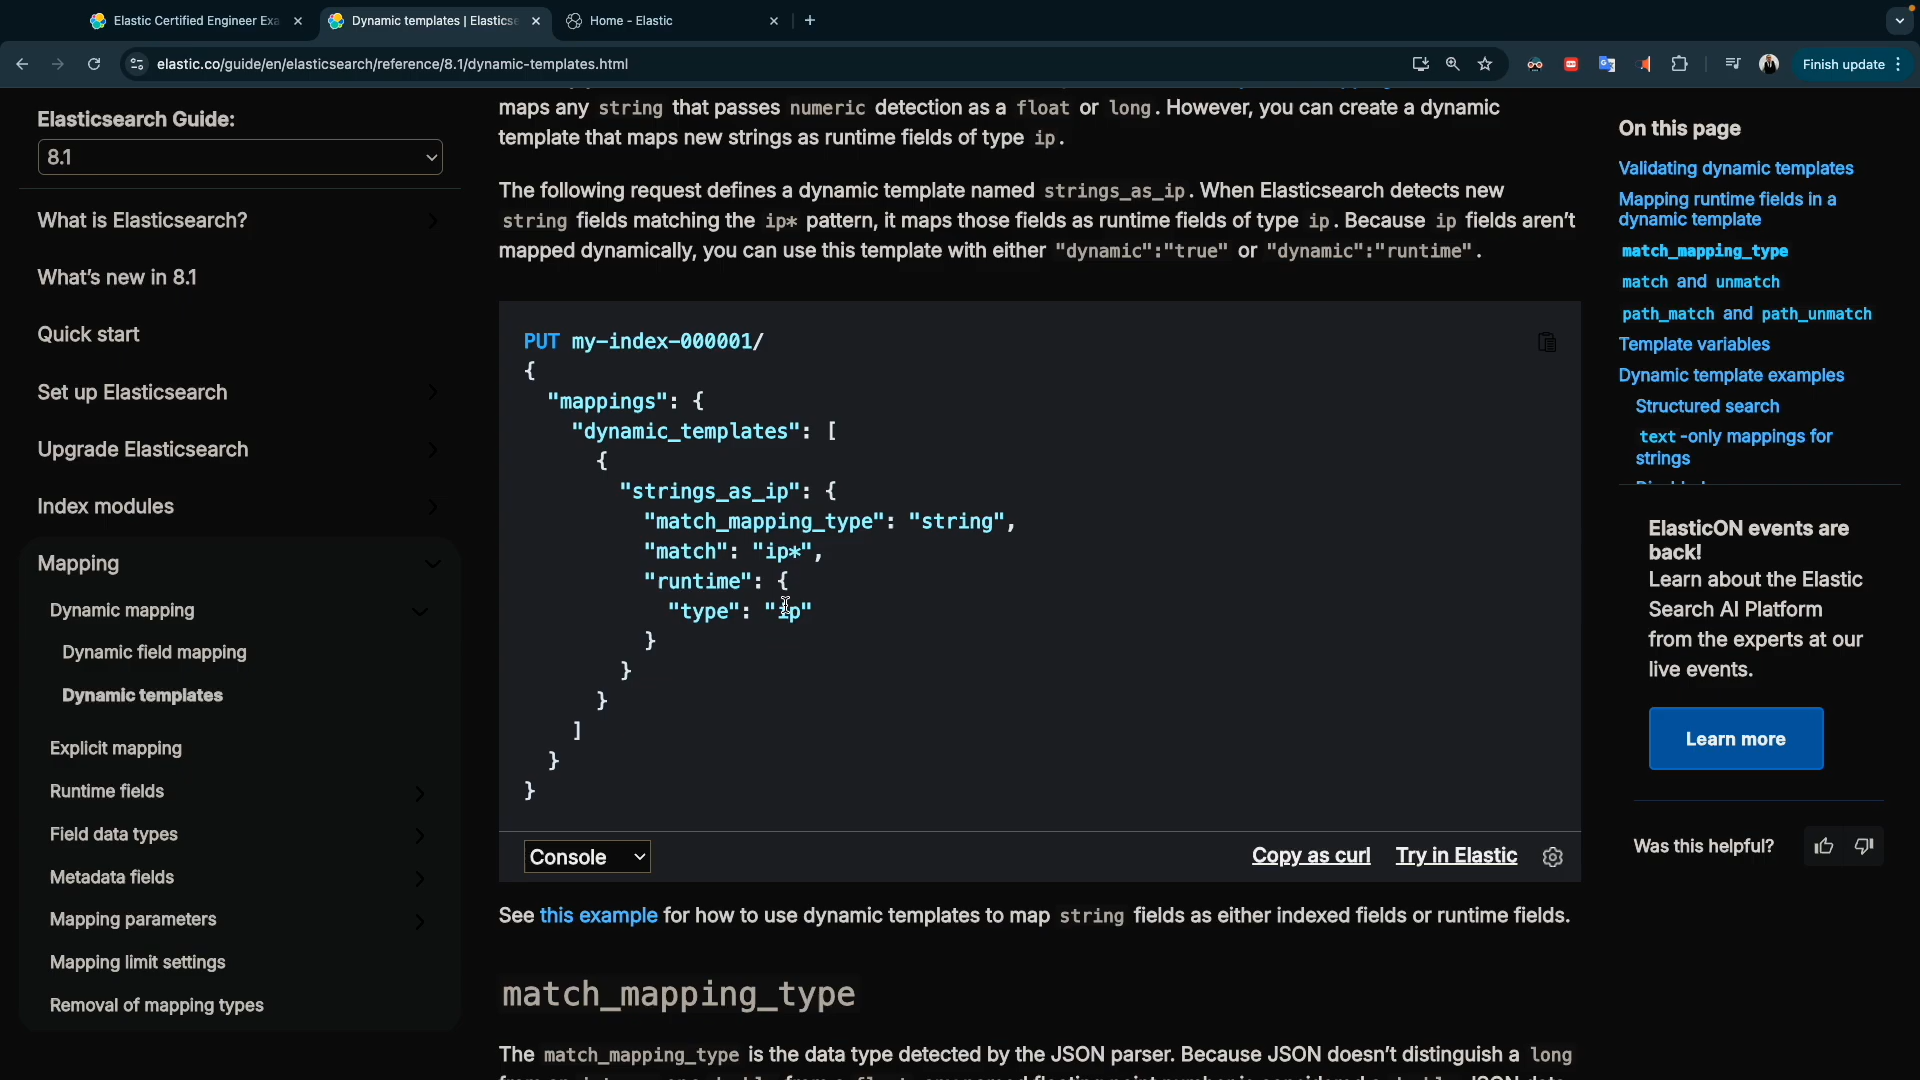 Elastic Certified Engineer Exa
Dynamic templates | Elasticse
Home - Elastic
elastic.co/guide/en/elasticsearch/reference/8.1/dynamic-templates.html
Finish update
Elasticsearch Guide:
8.1
What is Elasticsearch?
What's new in 8.1
Quick start
Set up Elasticsearch
Upgrade Elasticsearch
Index modules
Mapping
Dynamic mapping
Dynamic field mapping
Dynamic templates
Explicit mapping
Runtime fields
Field data types
Metadata fields
Mapping parameters
Mapping limit settings
Removal of mapping types
maps any string that passes numeric detection as a float or long. However, you can create a dynamic
template that maps new strings as runtime fields of type ip.
The following request defines a dynamic template named strings_as_ip. When Elasticsearch detects new
string fields matching the ip* pattern, it maps those fields as runtime fields of type ip. Because ip fields aren't
mapped dynamically, you can use this template with either "dynamic":"true" or "dynamic":"runtime".
PUT my-index-000001/
{
"mappings": {
"dynamic_templates": [
{
"strings_as_ip": {
"match_mapping_type": "string",
"match": "ip*",
"runtime": {
"type": "ip"
}
}
}
]
}
}
Console
Copy as curl
Try in Elastic
See this example for how to use dynamic templates to map string fields as either indexed fields or runtime fields.
match_mapping_type
The match_mapping_type is the data type detected by the JSON parser. Because JSON doesn't distinguish a long
On this page
Validating dynamic templates
Mapping runtime fields in a
dynamic template
match_mapping_type
match and unmatch
path_match and path_unmatch
Template variables
Dynamic template examples
Structured search
text -only mappings for
strings
ElasticON events are
back!
Learn about the Elastic
Search AI Platform
from the experts at our
live events.
Learn more
Was this helpful?